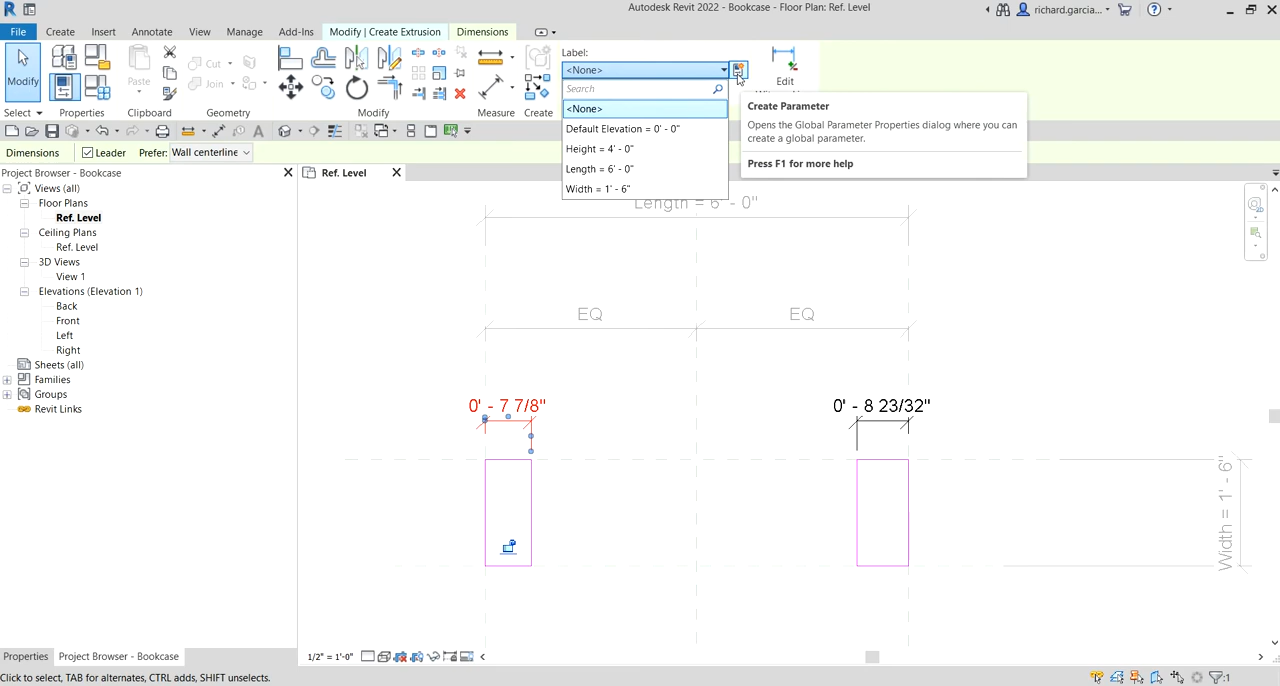 Autodesk Revit 2022 - Bookcase - Floor Plan: Ref. Level
richard.garcia...
File Create Insert Annotate View Manage Add-Ins Modify | Create Extrusion Dimensions
Modify
Paste
Cut
Join
Label:
<None>
Search
<None>
Default Elevation = 0' - 0"
Height = 4' - 0"
Length = 6' - 0"
Width = 1' - 6"
Edit
Create Parameter
Opens the Global Parameter Properties dialog where you can
create a global parameter.
Press F1 for more help
Select Properties Clipboard Geometry Modify Measure Create
Dimensions Leader Prefer: Wall centerline
Project Browser - Bookcase
Ref. Level
Views (all)
Floor Plans
Ref. Level
Ceiling Plans
Ref. Level
3D Views
View 1
Elevations (Elevation 1)
Back
Front
Left
Right
Sheets (all)
Families
Groups
Revit Links
Length = 6' - 0"
EQ EQ
0' - 7 7/8"
0' - 8 23/32"
Width = 1' - 6"
2D
Properties Project Browser - Bookcase
1/2" = 1'-0"
Click to select, TAB for alternates, CTRL adds, SHIFT unselects.
:1